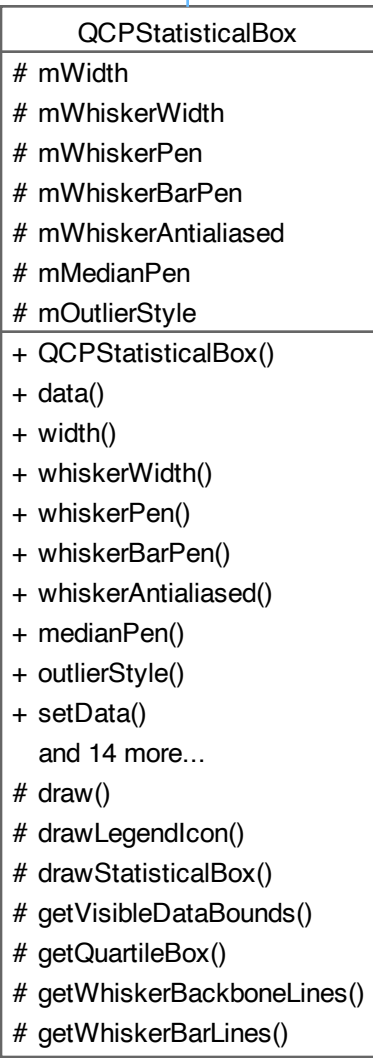 QCPStatisticalBox
# mWidth
# mWhiskerWidth
# mWhiskerPen
# mWhiskerBarPen
# mWhiskerAntialiased
# mMedianPen
# mOutlierStyle
+ QCPStatisticalBox()
+ data()
+ width()
+ whiskerWidth()
+ whiskerPen()
+ whiskerBarPen()
+ whiskerAntialiased()
+ medianPen()
+ outlierStyle()
+ setData()
and 14 more...
# draw()
# drawLegendIcon()
# drawStatisticalBox()
# getVisibleDataBounds()
# getQuartileBox()
# getWhiskerBackboneLines()
# getWhiskerBarLines()